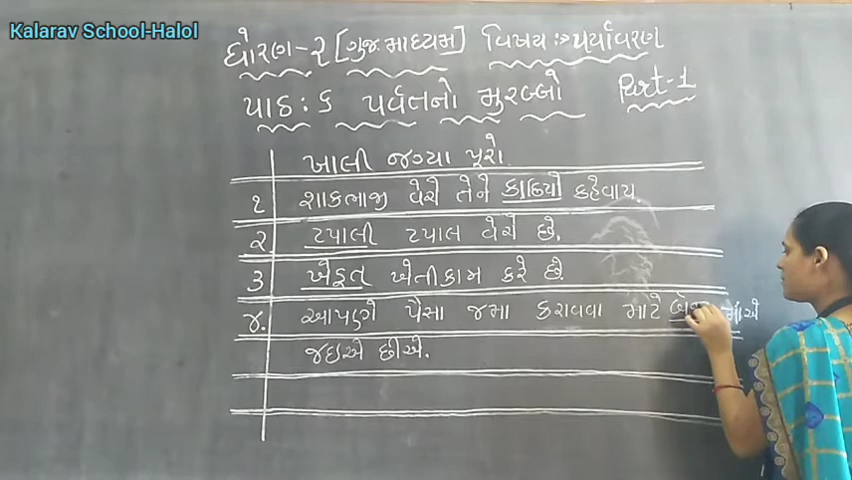 Kalarav School-Halol
ધોરણ-૨ [ગુજ. માધ્યમ] વિષય :→ પર્યાવરણ
પાઠ : ૬ પર્વતનો મુરબ્બો Part-1
ખાલી જગ્યા પૂરો.
૧ શાકભાજી વેચે તેને કાછિયો કહેવાય.
૨ ટપાલી ટપાલ વેચે છે.
૩ ખેડૂત ખેતીકામ કરે છે.
૪. આપણે પૈસા જમા કરાવવા માટે
જઇએ છીએ.